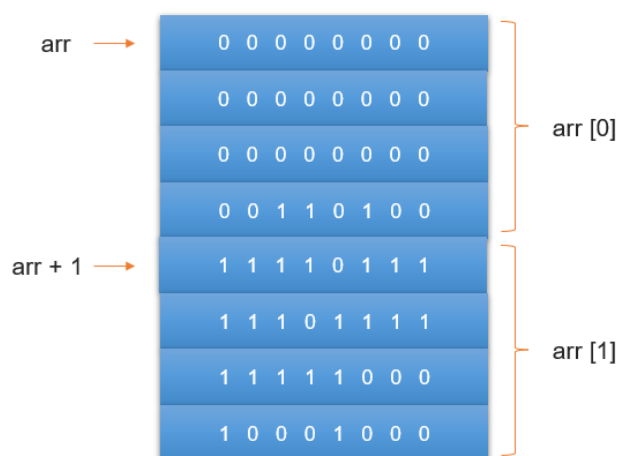 arr
0 0 0 0 0 0 0 0
0 0 0 0 0 0 0 0
arr [0]
0 0 0 0 0 0 0 0
0 0 1 1 0 1 0 0
arr + 1
1 1 1 1 0 1 1 1
1 1 1 0 1 1 1 1
arr [1]
1 1 1 1 1 0 0 0
1 0 0 0 1 0 0 0